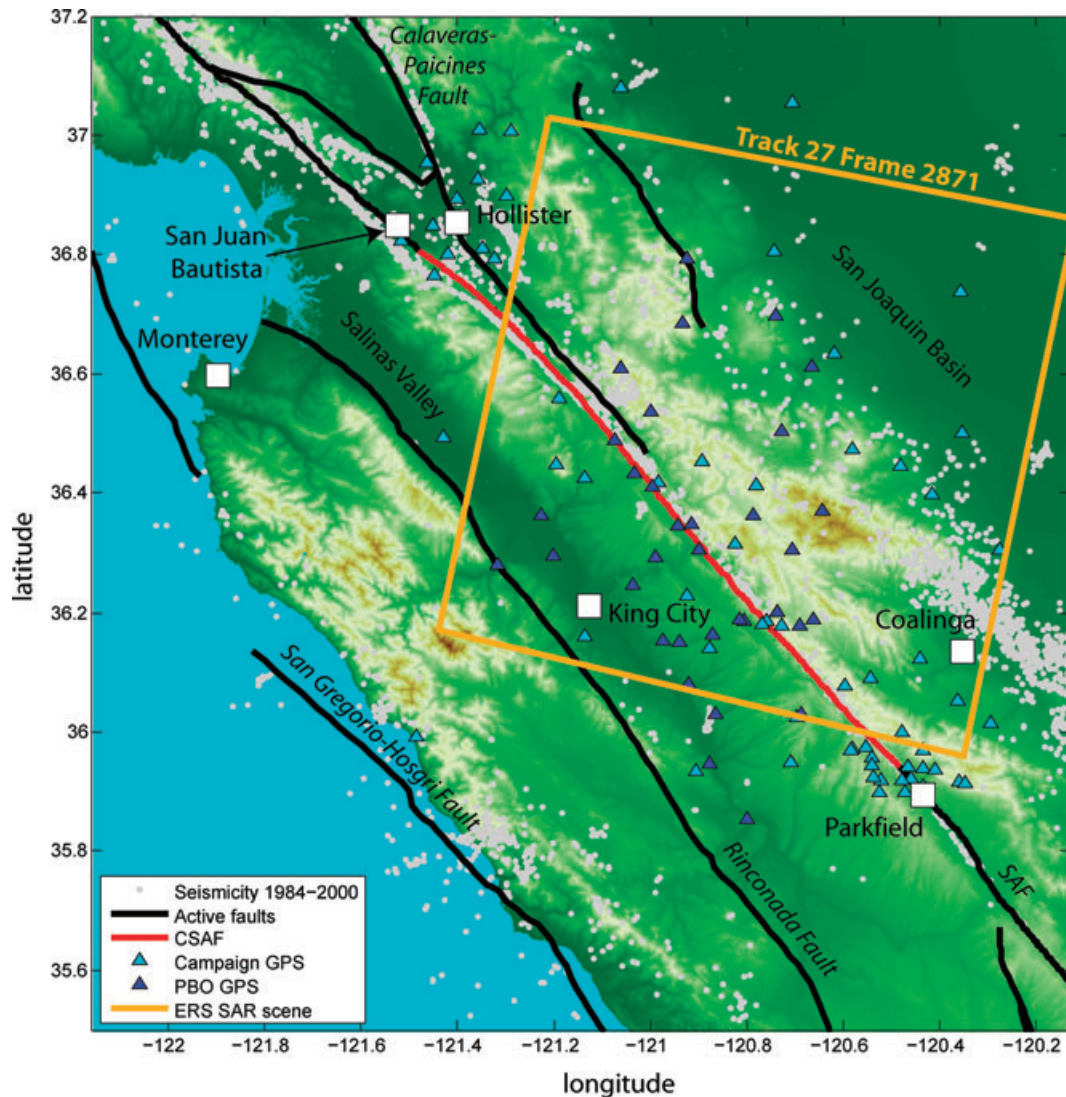 37.2
37
36.8
36.6
36.4
36.2
36
35.8
35.6
latitude
Calaveras-
Paicines
Fault
Track 27 Frame 2871
San Juan
Bautista
Hollister
San Joaquin Basin
Monterey
Salinas Valley
King City
Coalinga
San Gregorio-Hosgri Fault
Parkfield
SAF
Rinconada Fault
Seismicity 1984−2000
Active faults
CSAF
Campaign GPS
PBO GPS
ERS SAR scene
−122 −121.8 −121.6 −121.4 −121.2 −121 −120.8 −120.6 −120.4 −120.2
longitude